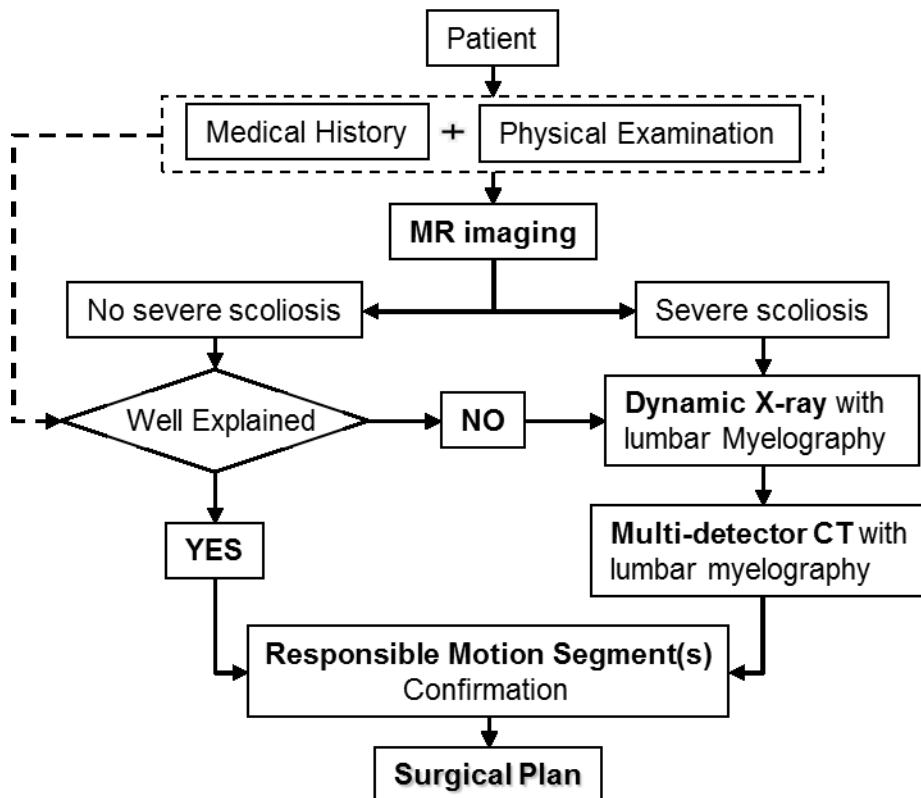 Patient
Medical History + Physical Examination
MR imaging
No severe scoliosis
Severe scoliosis
Well Explained
NO
Dynamic X-ray with
lumbar Myelography
YES
Multi-detector CT with
lumbar myelography
Responsible Motion Segment(s)
Confirmation
Surgical Plan